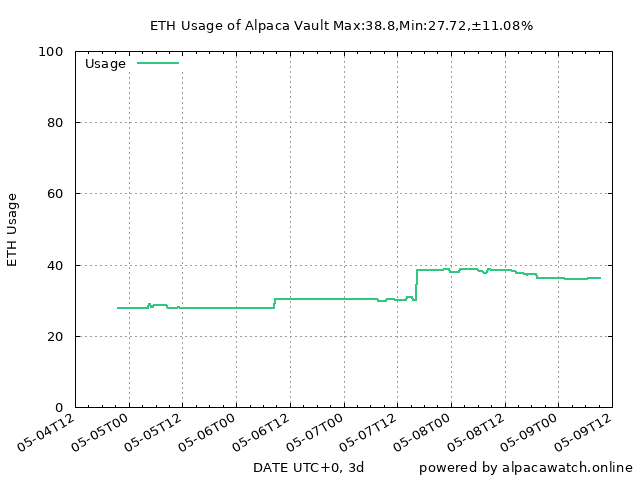 ETH Usage of Alpaca Vault Max:38.8,Min:27.72,±11.08%
Usage
100
80
60
40
20
0
ETH Usage
05-04T12
05-05T00
05-05T12
05-06T00
05-06T12
05-07T00
05-07T12
05-08T00
05-08T12
05-09T00
05-09T12
DATE UTC+0, 3d
powered by alpacawatch.online